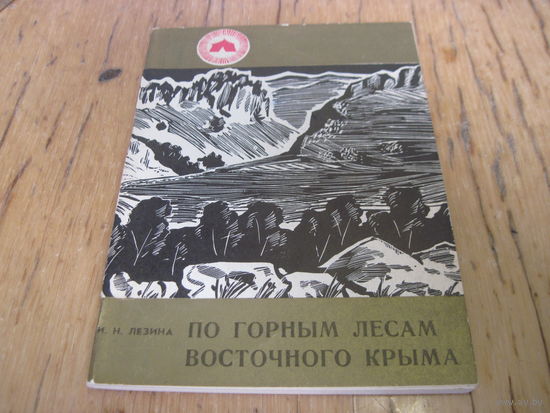 И. Н. ЛЕЗИНА
ПО ГОРНЫМ ЛЕСАМ
ВОСТОЧНОГО КРЫМА